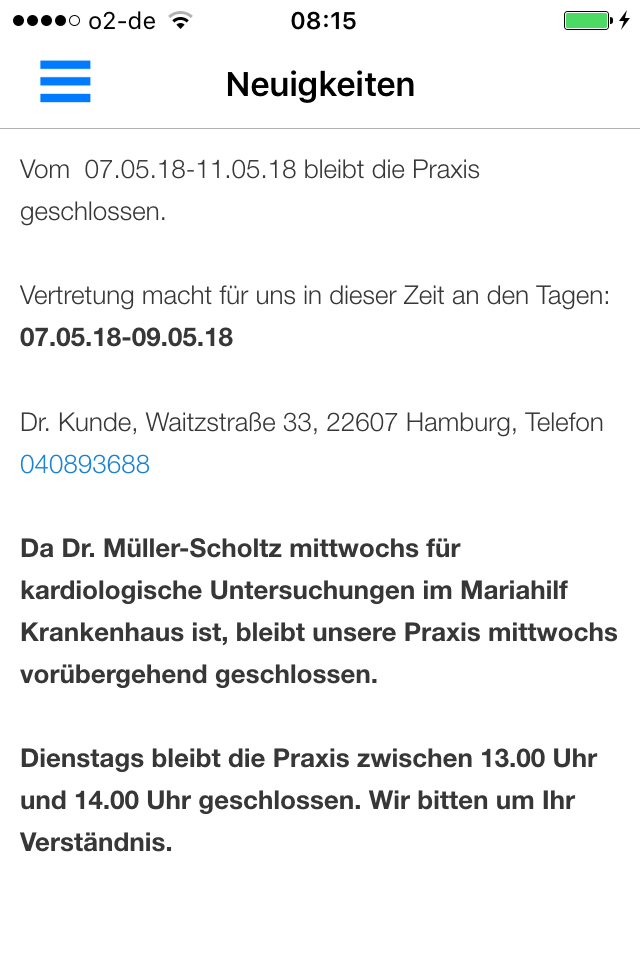 o2-de 08:15
Neuigkeiten
Vom  07.05.18-11.05.18 bleibt die Praxis
geschlossen.
Vertretung macht für uns in dieser Zeit an den Tagen:
07.05.18-09.05.18
Dr. Kunde, Waitzstraße 33, 22607 Hamburg, Telefon
040893688
Da Dr. Müller-Scholtz mittwochs für
kardiologische Untersuchungen im Mariahilf
Krankenhaus ist, bleibt unsere Praxis mittwochs
vorübergehend geschlossen.
Dienstags bleibt die Praxis zwischen 13.00 Uhr
und 14.00 Uhr geschlossen. Wir bitten um Ihr
Verständnis.